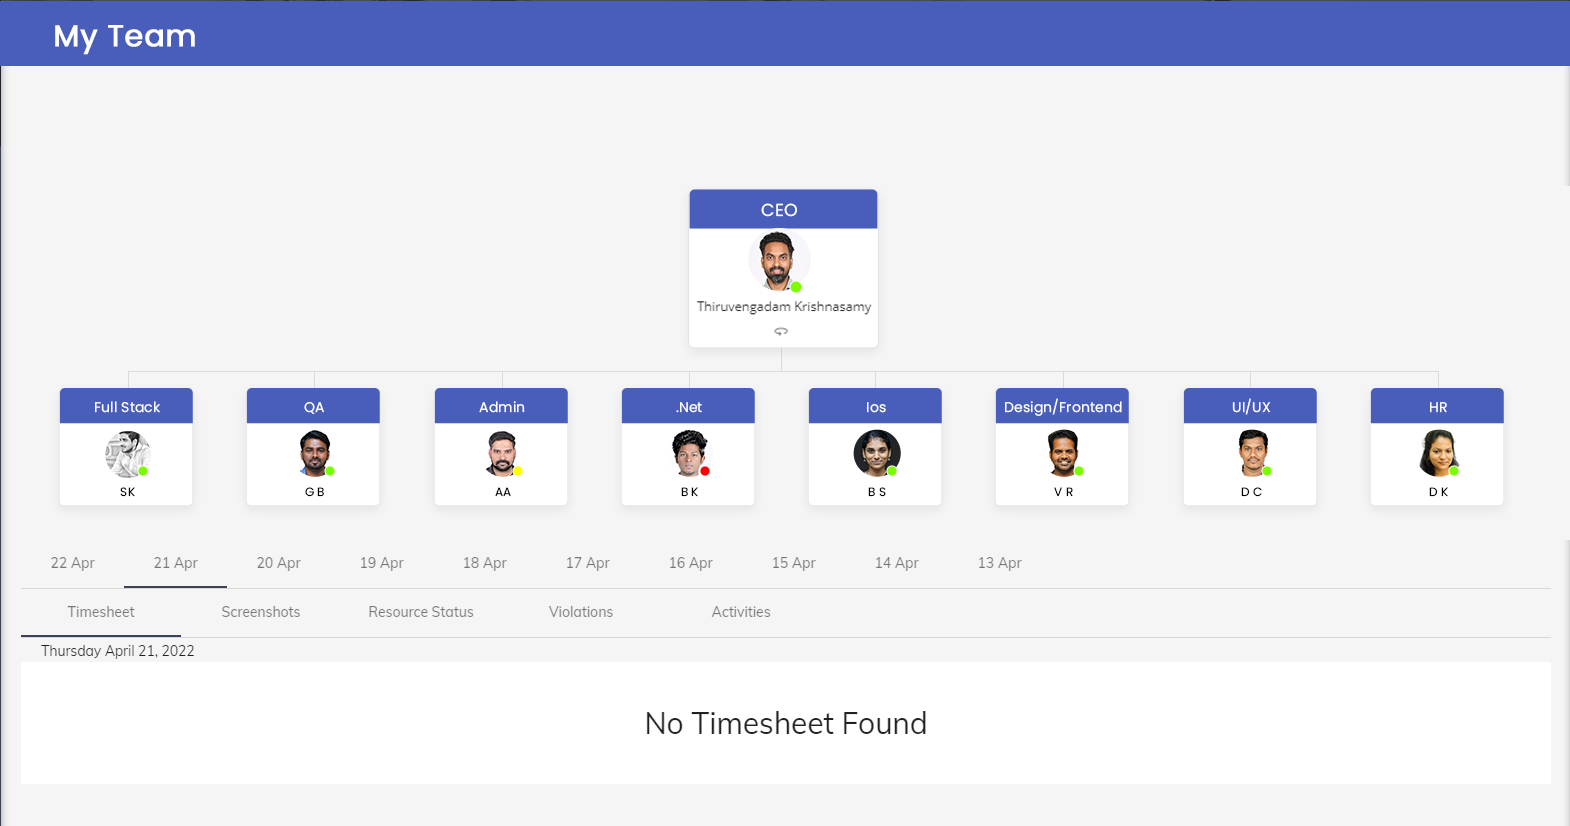 My Team
CEO
Thiruvengadam Krishnasamy
Full Stack QA Admin .Net Ios Design/Frontend UI/UX HR
SK G B AA B K B S V R D C D K
22 Apr 21 Apr 20 Apr 19 Apr 18 Apr 17 Apr 16 Apr 15 Apr 14 Apr 13 Apr
Timesheet Screenshots Resource Status Violations Activities
Thursday April 21, 2022
No Timesheet Found